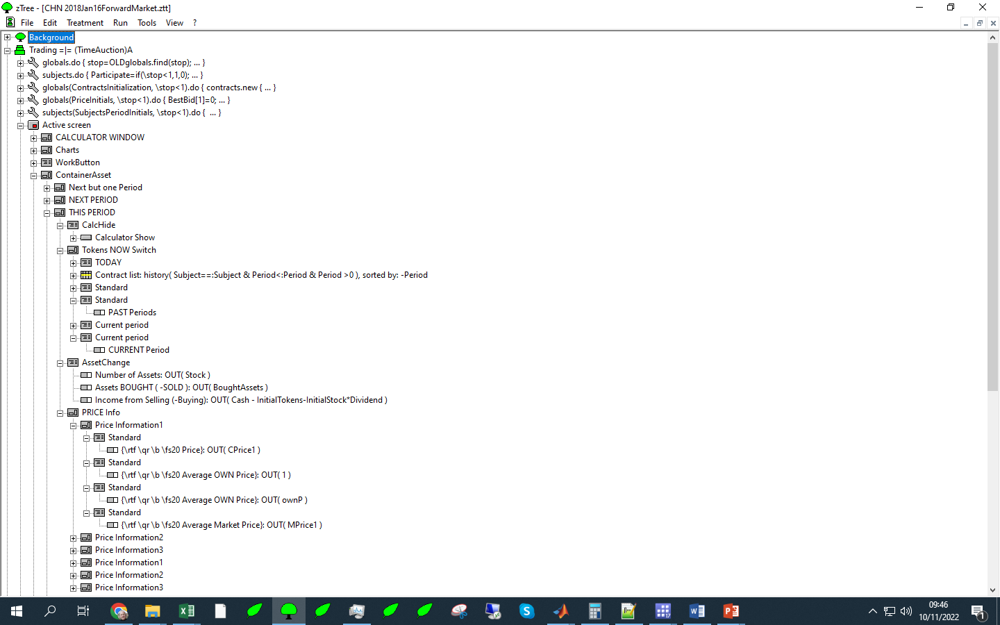 zTree - [CHN 2018Jan16ForwardMarket.ztt]
File Edit Treatment Run Tools View ?
Background
Trading =|= (TimeAuction)A
globals.do { stop=OLDglobals.find(stop); ... }
subjects.do { Participate=if(\stop<1,1,0); ... }
globals(ContractsInitialization, \stop<1).do { contracts.new { ... }
globals(PriceInitials, \stop<1).do { BestBid[1]=0; ... }
subjects(SubjectsPeriodInitials, \stop<1).do {  ... }
Active screen
CALCULATOR WINDOW
Charts
WorkButton
ContainerAsset
Next but one Period
NEXT PERIOD
THIS PERIOD
CalcHide
Calculator Show
Tokens NOW Switch
TODAY
Contract list: history( Subject==:Subject & Period<:Period & Period >0 ), sorted by: -Period
Standard
Standard
PAST Periods
Current period
Current period
CURRENT Period
AssetChange
Number of Assets: OUT( Stock )
Assets BOUGHT ( -SOLD ): OUT( BoughtAssets )
Income from Selling (-Buying): OUT( Cash - InitialTokens-InitialStock*Dividend )
PRICE Info
Price Information1
Standard
{\rtf \qr \b \fs20 Price}: OUT( CPrice1 )
Standard
{\rtf \qr \b \fs20 Average OWN Price}: OUT( 1 )
Standard
{\rtf \qr \b \fs20 Average OWN Price}: OUT( ownP )
Standard
{\rtf \qr \b \fs20 Average Market Price}: OUT( MPrice1 )
Price Information2
Price Information3
Price Information1
Price Information2
Price Information3
17
09:46
10/11/2022
1